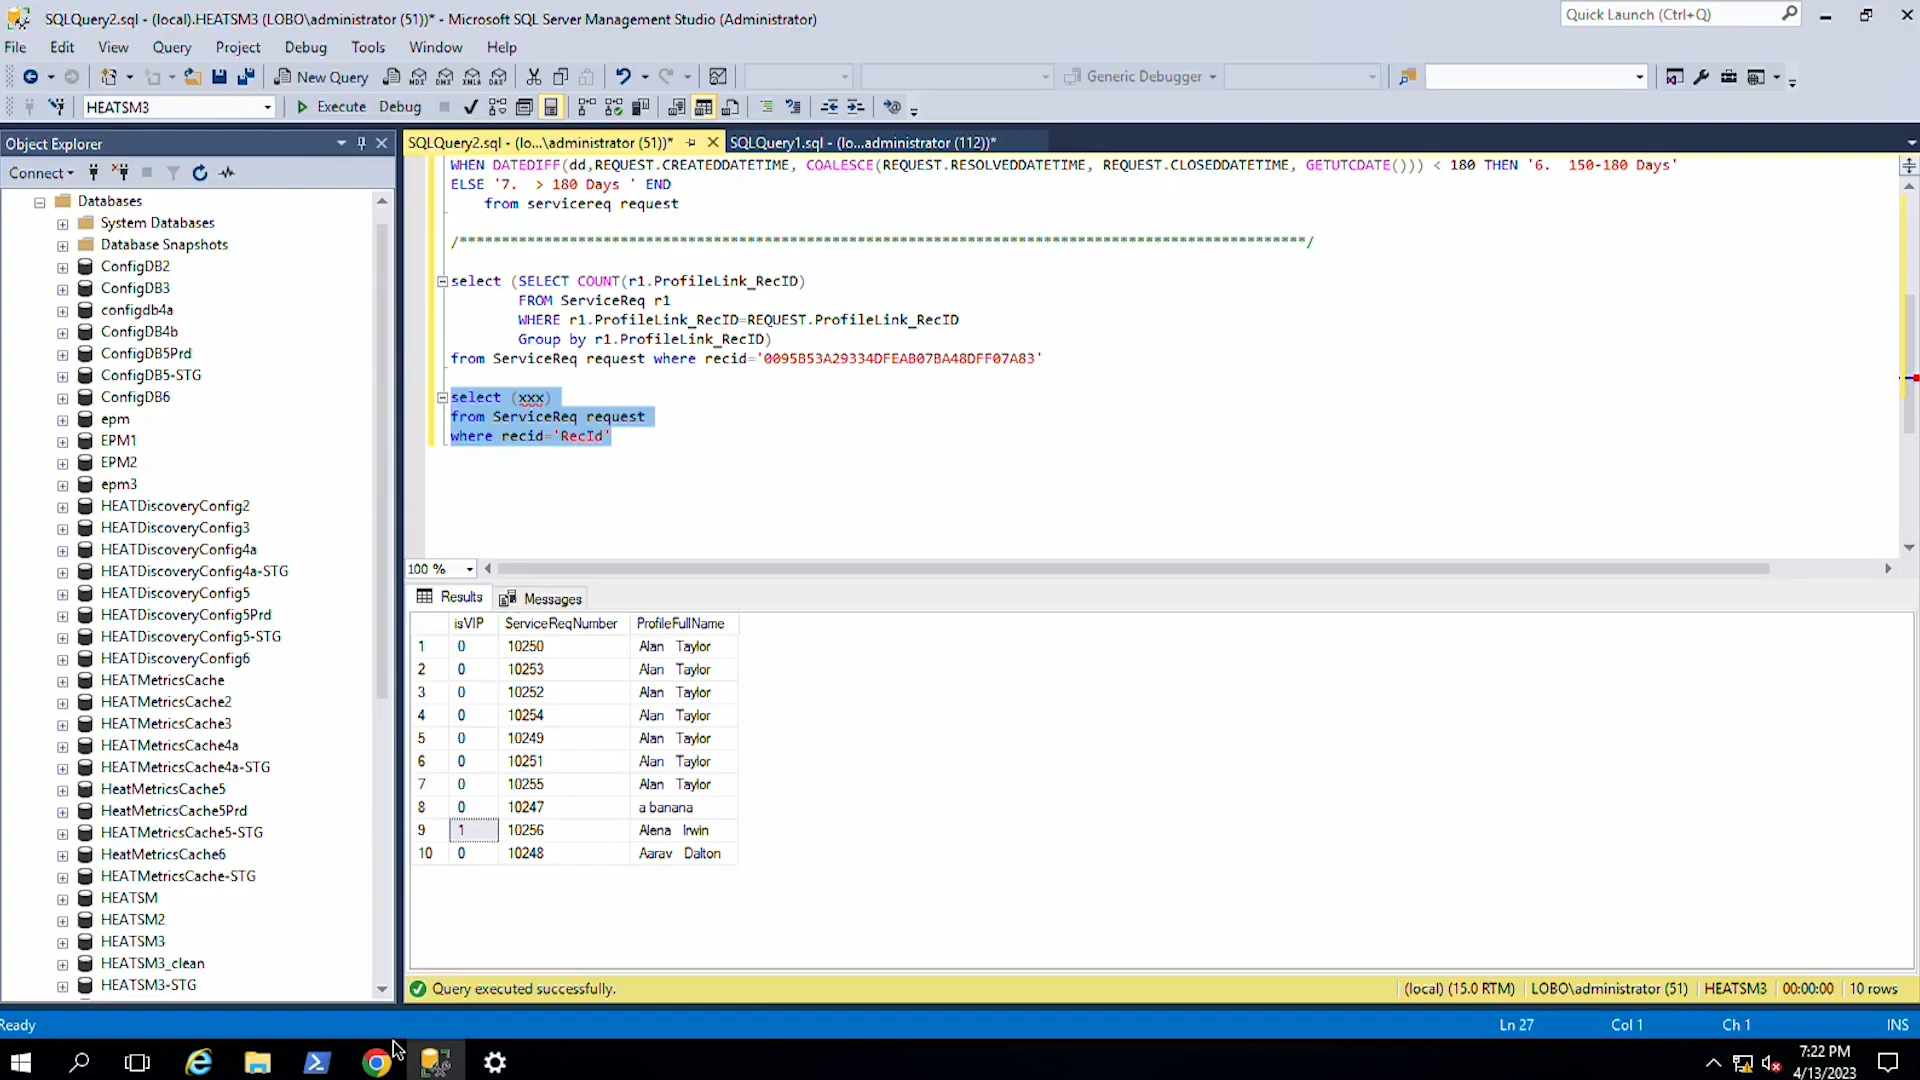 SQLQuery2.sql - (local).HEATSM3 (LOBO\administrator (51))* - Microsoft SQL Server Management Studio (Administrator)
Quick Launch (Ctrl+Q)
File Edit View Query Project Debug Tools Window Help
New Query
MDX DMX XMLA DAX
Generic Debugger
HEATSM3
Execute Debug
Object Explorer
SQLQuery2.sql - (lo...\administrator (51))*
SQLQuery1.sql - (lo...administrator (112))*
Connect
Databases
System Databases
Database Snapshots
ConfigDB2
ConfigDB3
configdb4a
ConfigDB4b
ConfigDB5Prd
ConfigDB5-STG
ConfigDB6
epm
EPM1
EPM2
epm3
HEATDiscoveryConfig2
HEATDiscoveryConfig3
HEATDiscoveryConfig4a
HEATDiscoveryConfig4a-STG
HEATDiscoveryConfig5
HEATDiscoveryConfig5Prd
HEATDiscoveryConfig5-STG
HEATDiscoveryConfig6
HEATMetricsCache
HEATMetricsCache2
HEATMetricsCache3
HEATMetricsCache4a
HEATMetricsCache4a-STG
HeatMetricsCache5
HeatMetricsCache5Prd
HEATMetricsCache5-STG
HeatMetricsCache6
HEATMetricsCache-STG
HEATSM
HEATSM2
HEATSM3
HEATSM3_clean
HEATSM3-STG
WHEN DATEDIFF(dd,REQUEST.CREATEDDATETIME, COALESCE(REQUEST.RESOLVEDDATETIME, REQUEST.CLOSEDDATETIME, GETUTCDATE())) < 180 THEN '6.  150-180 Days'
ELSE '7.  > 180 Days ' END
from servicereq request
/****************************************************************************************************/
select (SELECT COUNT(r1.ProfileLink_RecID)
FROM ServiceReq r1
WHERE r1.ProfileLink_RecID=REQUEST.ProfileLink_RecID
Group by r1.ProfileLink_RecID)
from ServiceReq request where recid='0095B53A29334DFEAB07BA48DFF07A83'
select (xxx)
from ServiceReq request
where recid='RecId'
100 %
Results Messages
isVIP ServiceReqNumber ProfileFullName
1 0 10250 Alan Taylor
2 0 10253 Alan Taylor
3 0 10252 Alan Taylor
4 0 10254 Alan Taylor
5 0 10249 Alan Taylor
6 0 10251 Alan Taylor
7 0 10255 Alan Taylor
8 0 10247 a banana
9 1 10256 Alena Irwin
10 0 10248 Aarav Dalton
Query executed successfully.
(local) (15.0 RTM) LOBO\administrator (51) HEATSM3 00:00:00 10 rows
Ready
Ln 27 Col 1 Ch 1 INS
7:22 PM
4/13/2023